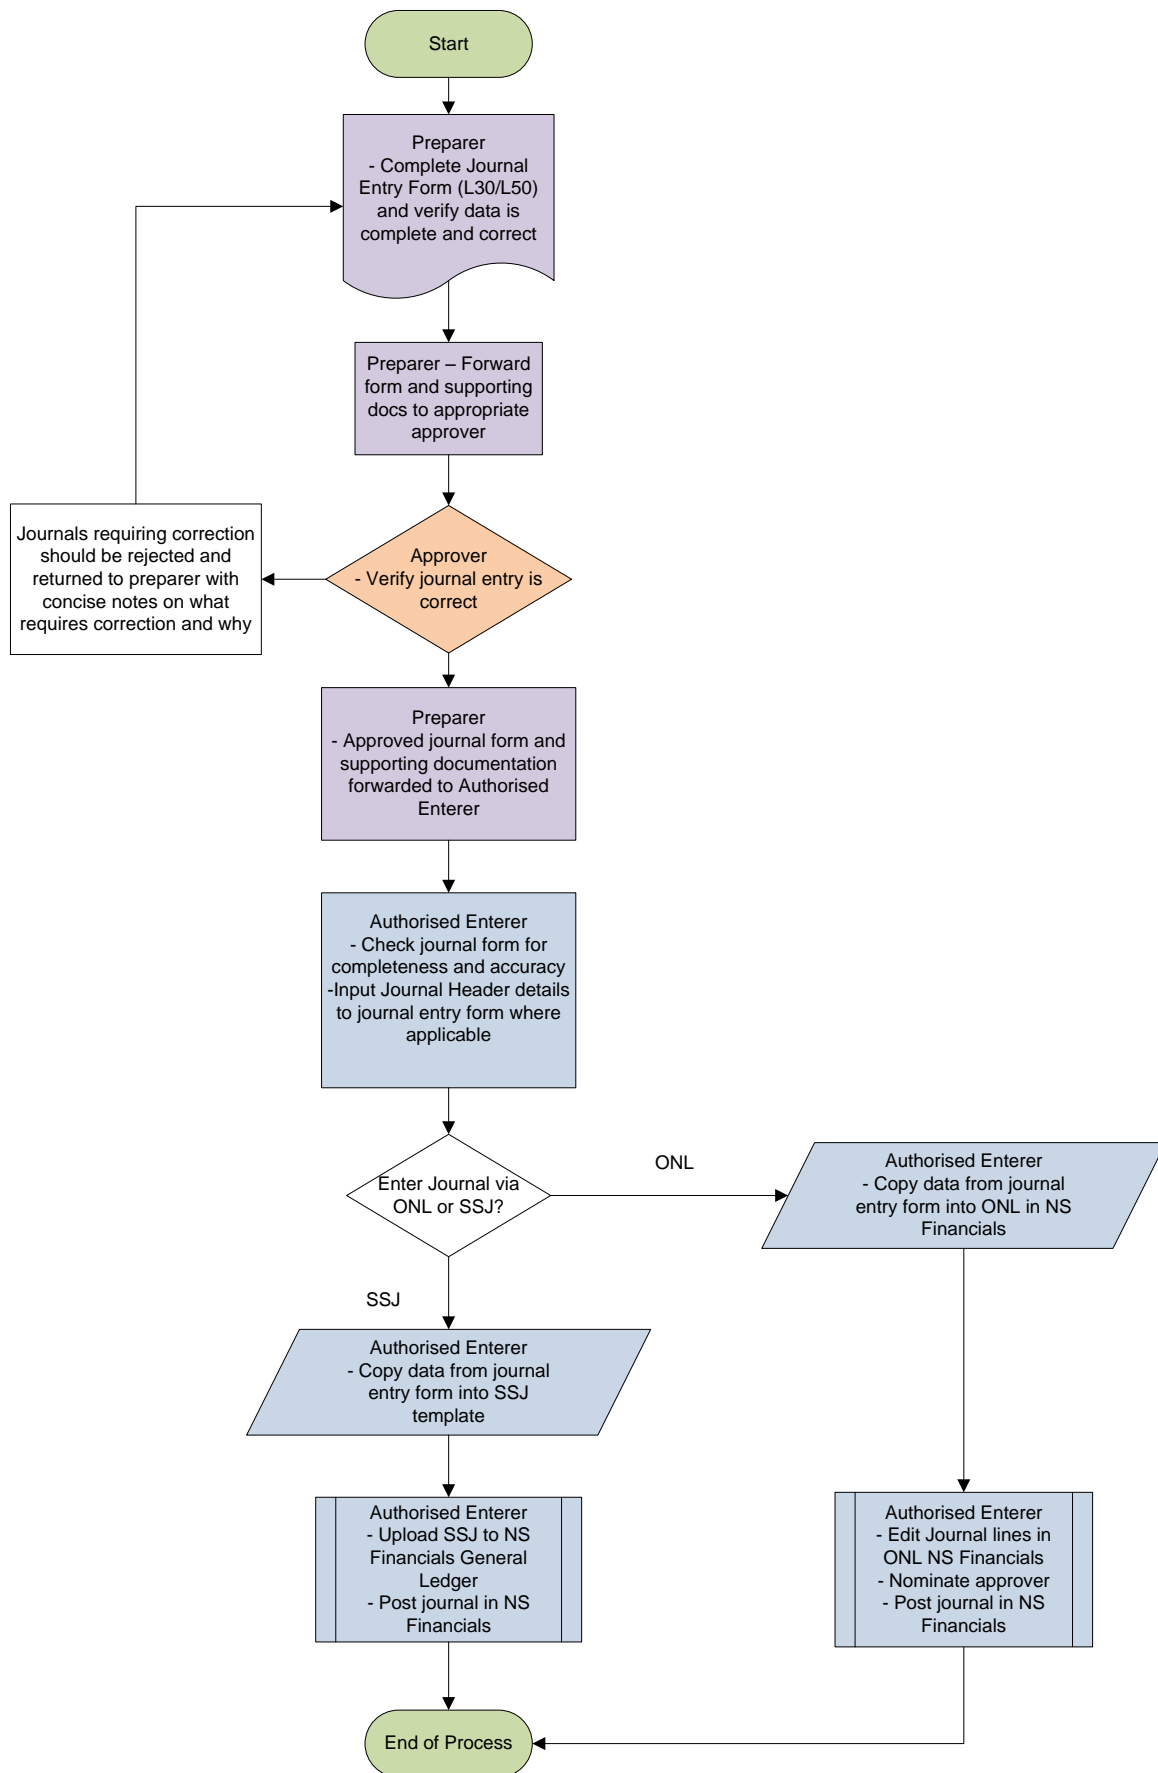 Start
Preparer
- Complete Journal
Entry Form (L30/L50)
and verify data is
complete and correct
Preparer – Forward
form and supporting
docs to appropriate
approver
Journals requiring correction
should be rejected and
returned to preparer with
concise notes on what
requires correction and why
Approver
- Verify journal entry is
correct
Preparer
- Approved journal form and
supporting documentation
forwarded to Authorised
Enterer
Authorised Enterer
- Check journal form for
completeness and accuracy
-Input Journal Header details
to journal entry form where
applicable
Enter Journal via
ONL or SSJ?
ONL
Authorised Enterer
- Copy data from journal
entry form into ONL in NS
Financials
SSJ
Authorised Enterer
- Copy data from journal
entry form into SSJ
template
Authorised Enterer
- Upload SSJ to NS
Financials General
Ledger
- Post journal in NS
Financials
Authorised Enterer
- Edit Journal lines in
ONL NS Financials
- Nominate approver
- Post journal in NS
Financials
End of Process